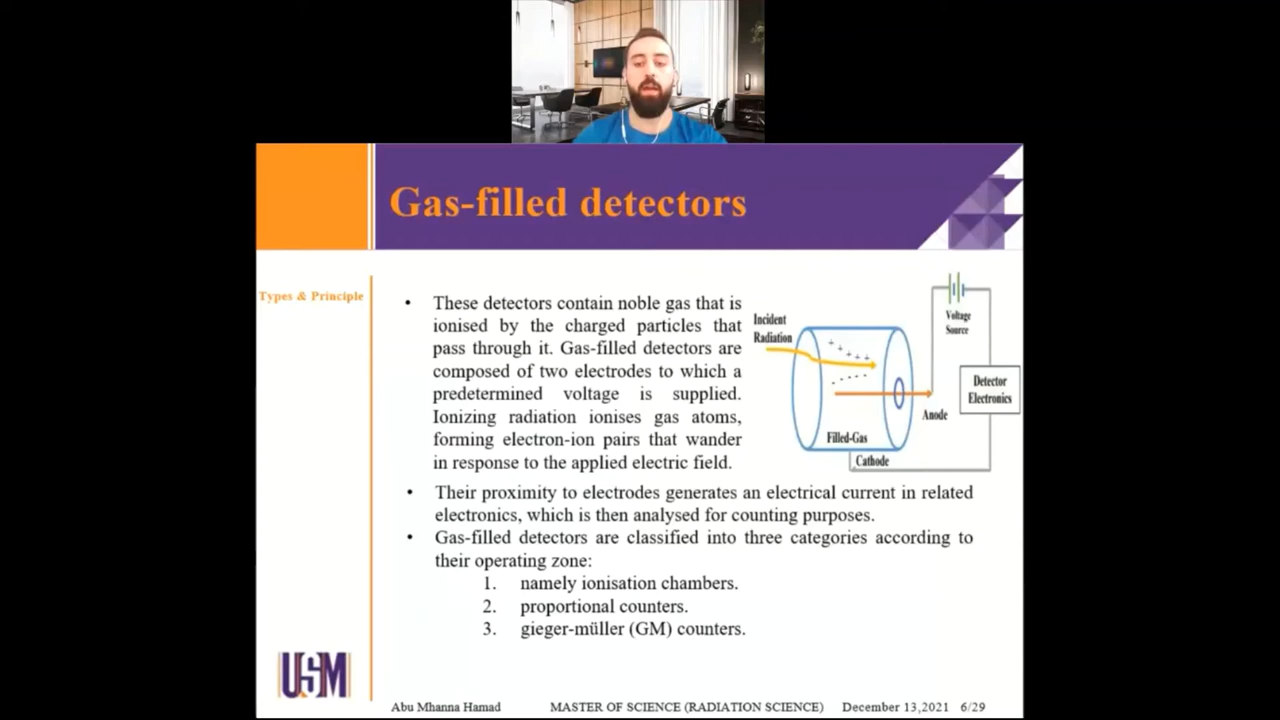 Gas-filled detectors
Types & Principle
• These detectors contain noble gas that is
ionised by the charged particles that
pass through it. Gas-filled detectors are
composed of two electrodes to which a
predetermined voltage is supplied.
Ionizing radiation ionises gas atoms,
forming electron-ion pairs that wander
in response to the applied electric field.
Incident
Radiation
Voltage
Source
Detector
Electronics
Anode
Filled-Gas
Cathode
• Their proximity to electrodes generates an electrical current in related
electronics, which is then analysed for counting purposes.
• Gas-filled detectors are classified into three categories according to
their operating zone:
1. namely ionisation chambers.
2. proportional counters.
3. gieger-müller (GM) counters.
USM
Abu Mhanna Hamad MASTER OF SCIENCE (RADIATION SCIENCE) December 13,2021 6/29